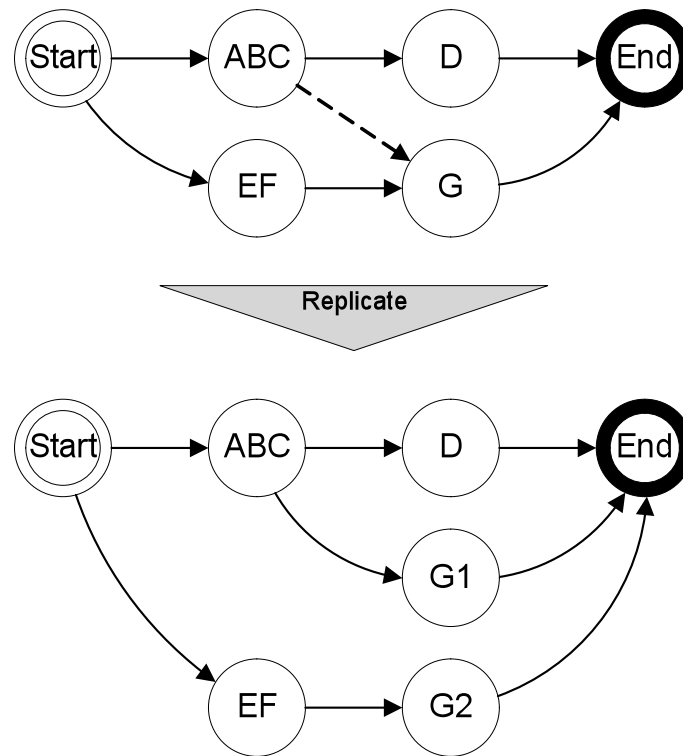 Start
ABC
D
End
EF
G
Replicate
Start
ABC
D
End
G1
EF
G2